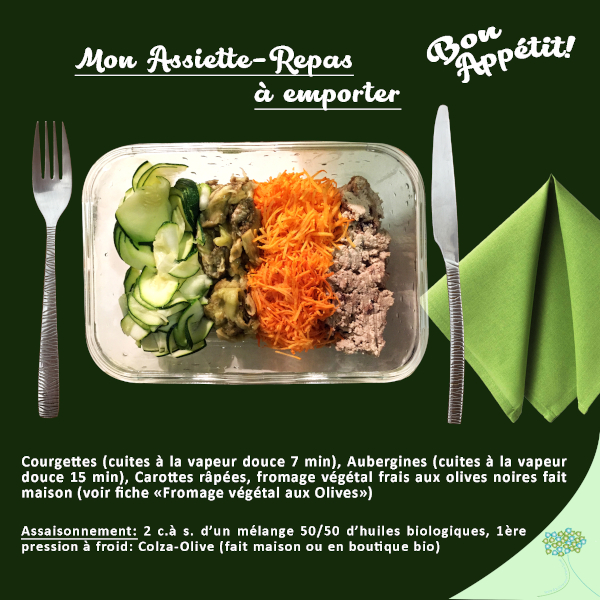 Mon Assiette-Repas
à emporter
Bon
Appétit!
Courgettes (cuites à la vapeur douce 7 min), Aubergines (cuites à la vapeur
douce 15 min), Carottes râpées, fromage végétal frais aux olives noires fait
maison (voir fiche «Fromage végétal aux Olives»)
Assaisonnement: 2 c.à s. d'un mélange 50/50 d'huiles biologiques, 1ère
pression à froid: Colza-Olive (fait maison ou en boutique bio)